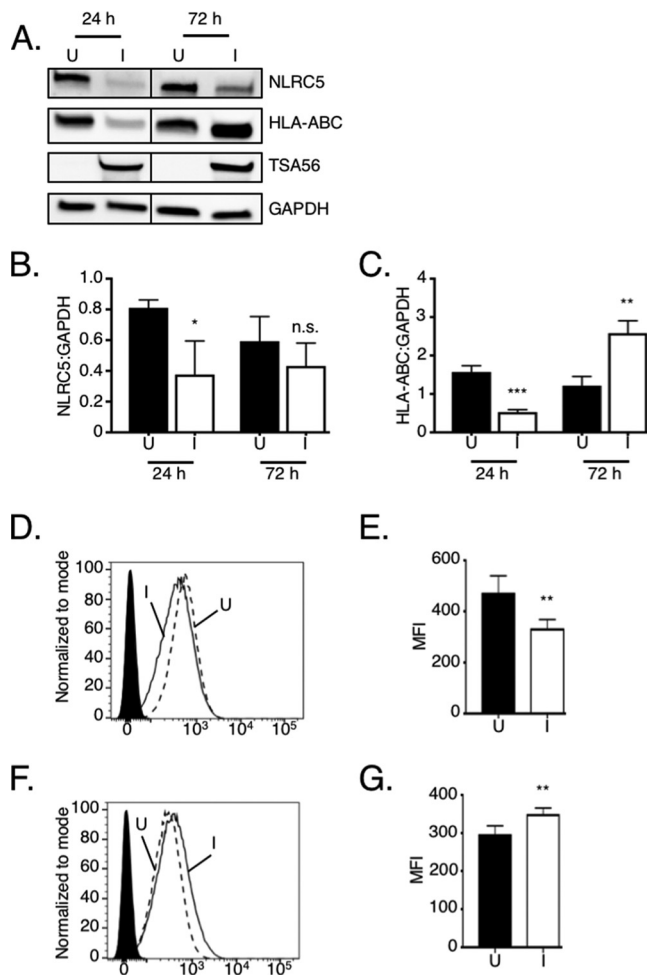 A.
24 h 72 h
U I U I
NLRC5
HLA-ABC
TSA56
GAPDH
B.
NLRC5:GAPDH
1.0
0.8
0.6
0.4
0.2
0
*
n.s.
U I U I
24 h 72 h
C.
HLA-ABC:GAPDH
4
3
2
1
0
***
**
U I U I
24 h 72 h
D.
Normalized to mode
100
80
60
40
20
0
I
U
0 10³ 10⁴ 10⁵
E.
MFI
600
400
200
0
**
U I
F.
Normalized to mode
100
80
60
40
20
0
U
I
0 10³ 10⁴ 10⁵
G.
MFI
400
300
200
100
0
**
U I